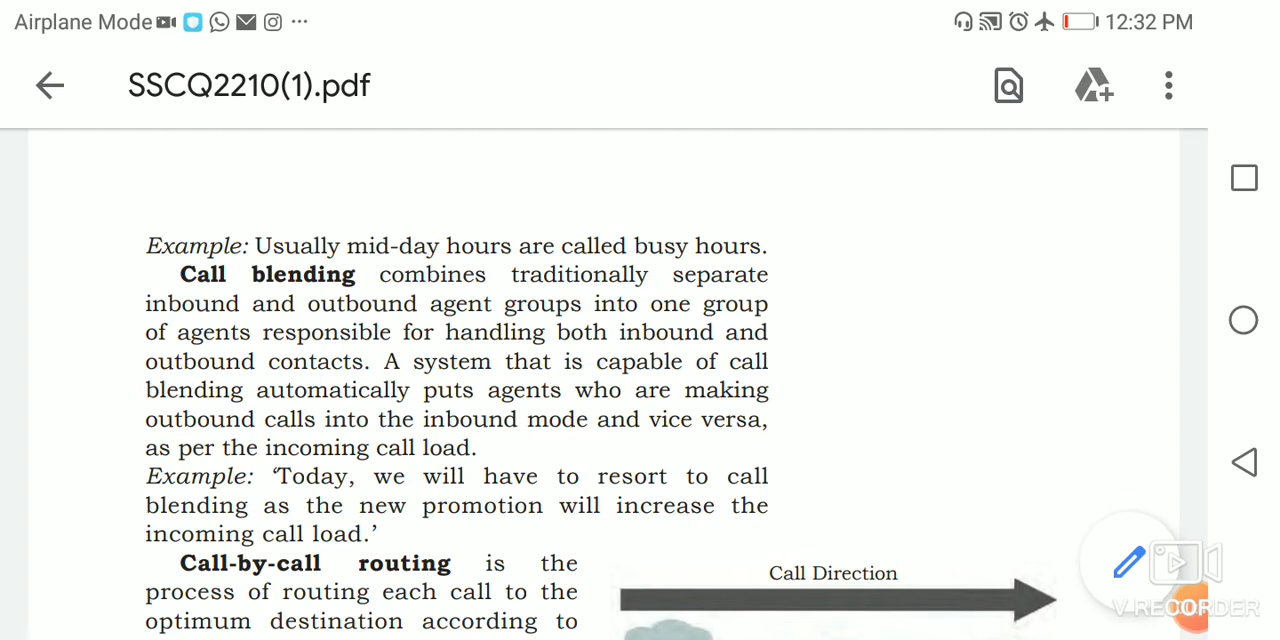 Airplane Mode ... 12:32 PM
SSCQ2210(1).pdf
Example: Usually mid-day hours are called busy hours.
Call blending combines traditionally separate
inbound and outbound agent groups into one group
of agents responsible for handling both inbound and
outbound contacts. A system that is capable of call
blending automatically puts agents who are making
outbound calls into the inbound mode and vice versa,
as per the incoming call load.
Example: ‘Today, we will have to resort to call
blending as the new promotion will increase the
incoming call load.’
Call-by-call routing is the
process of routing each call to the
optimum destination according to
Call Direction
V.RECORDER